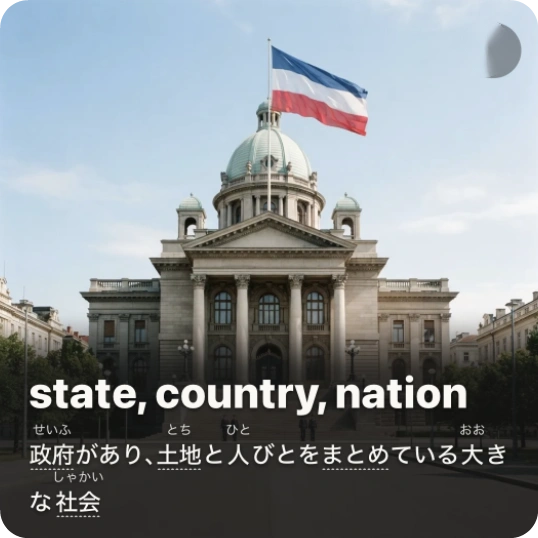 state, country, nation
せいふ とち ひと おお
政府があり、土地と人びとをまとめている大き
しゃかい
な社会